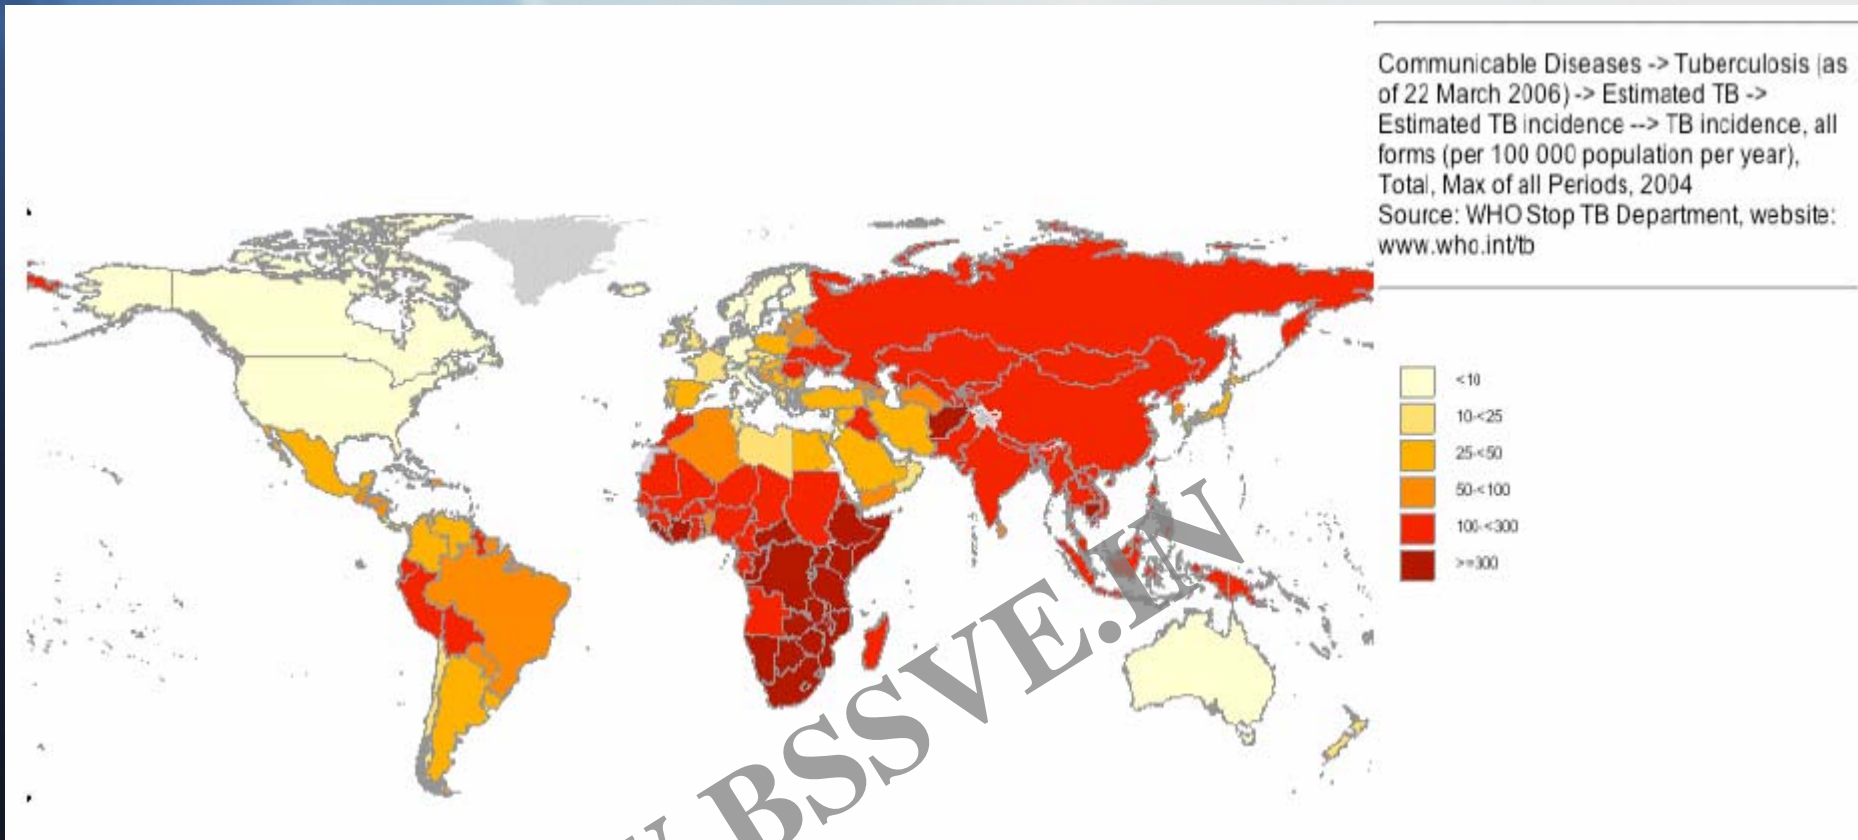 Communicable Diseases -> Tuberculosis (as
of 22 March 2006) -> Estimated TB ->
Estimated TB incidence --> TB incidence, all
forms (per 100 000 population per year),
Total, Max of all Periods, 2004
Source: WHO Stop TB Department, website:
www.who.int/tb
<10
10-<25
25-<50
50-<100
100-<300
>=300
BSSVE.IN